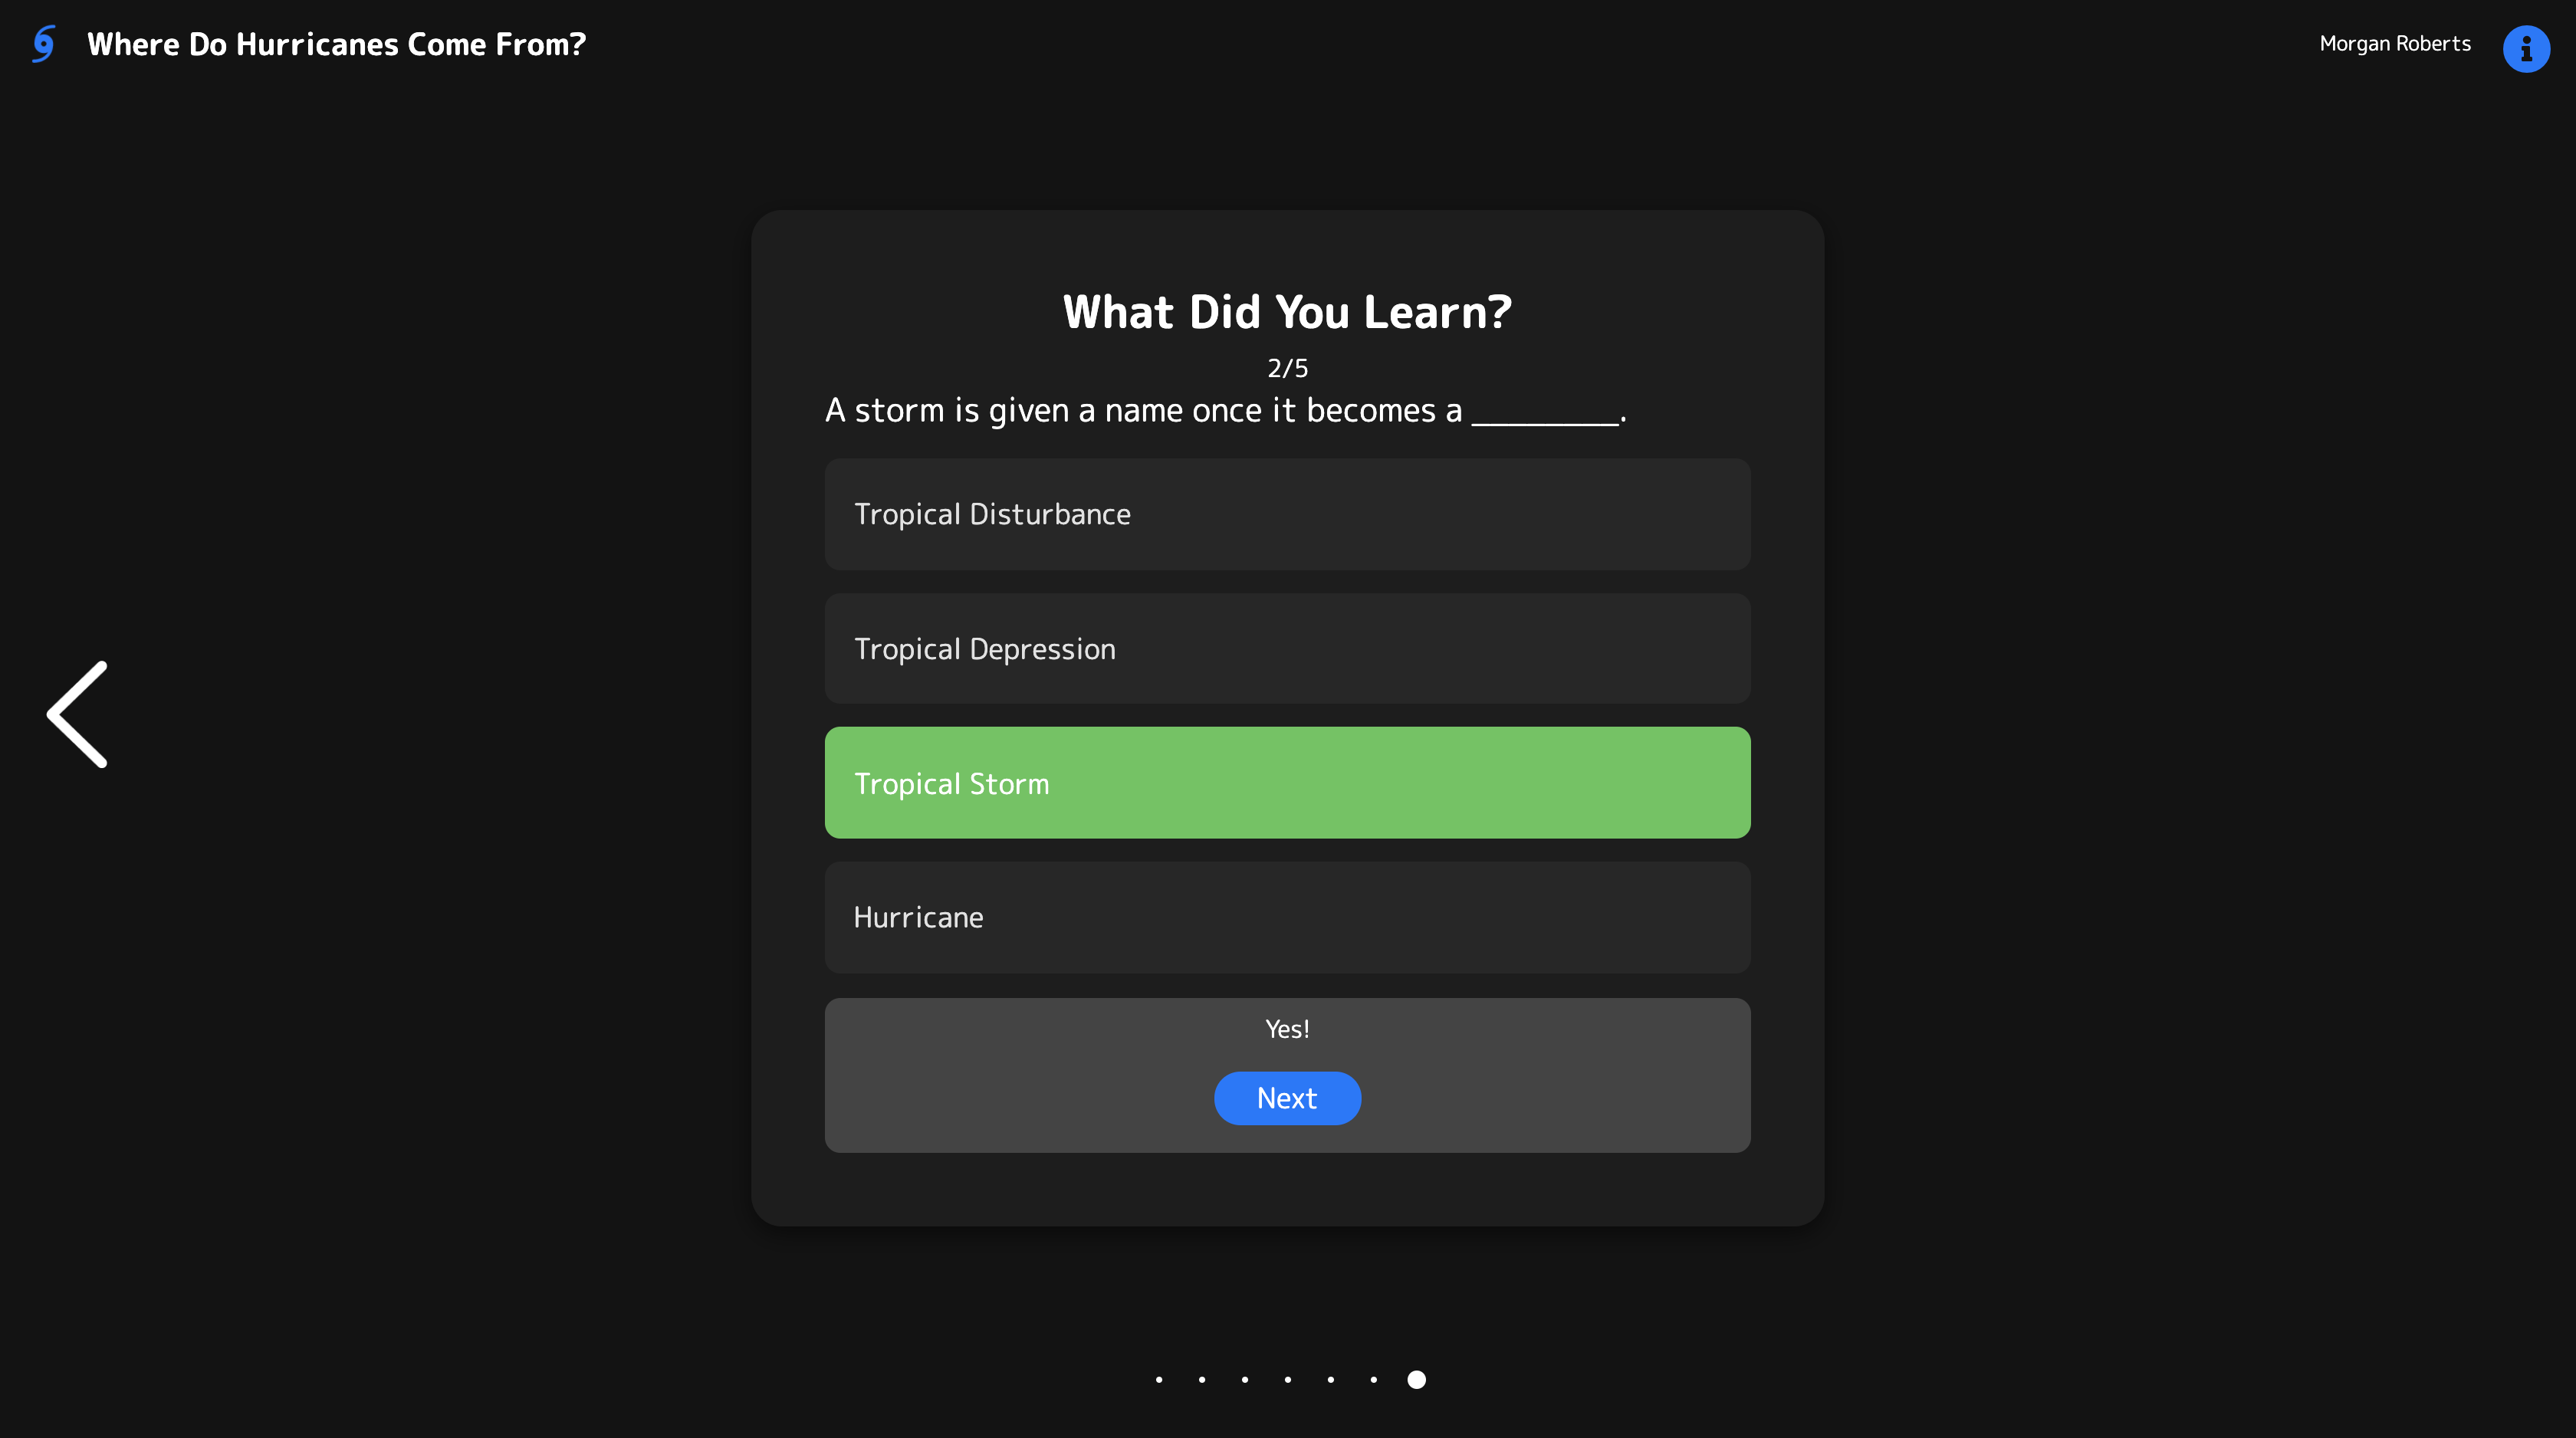 Where Do Hurricanes Come From?
Morgan Roberts
What Did You Learn?
2/5
A storm is given a name once it becomes a ________.
Tropical Disturbance
Tropical Depression
Tropical Storm
Hurricane
Yes!
Next